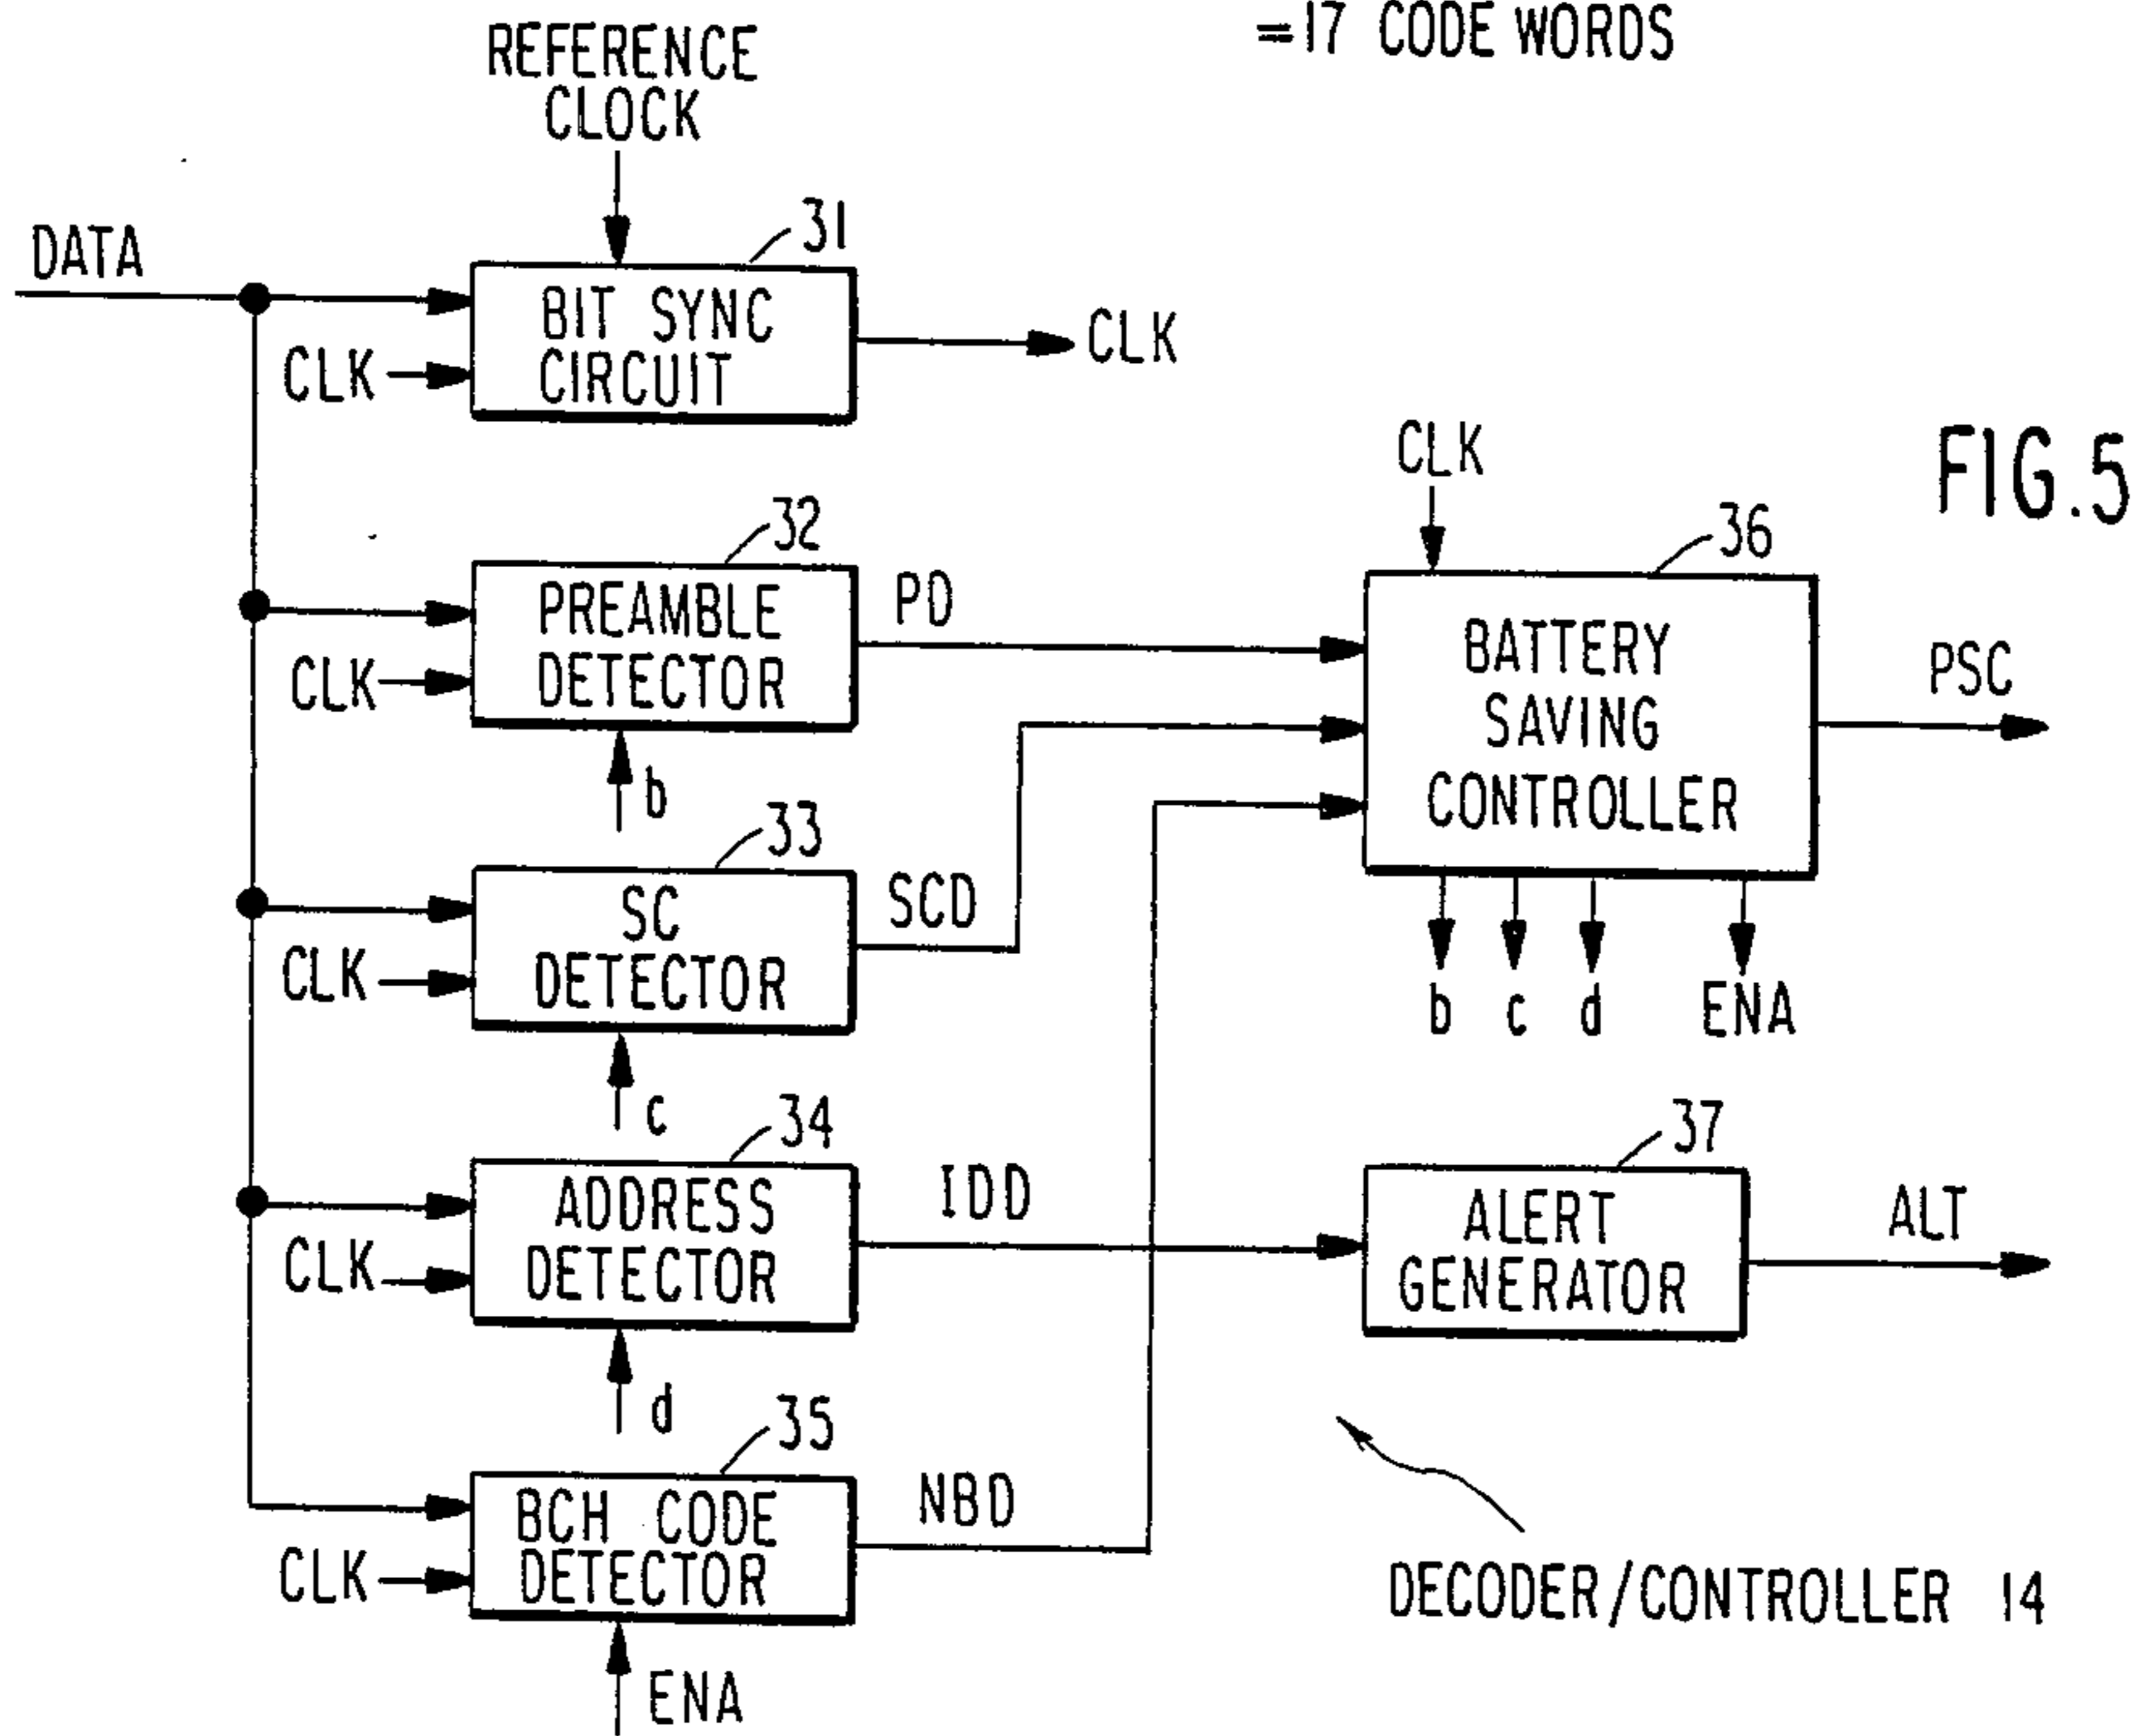 =17 CODE WORDS
REFERENCE
CLOCK
DATA
31
BIT SYNC
CIRCUIT
CLK
CLK
CLK
FIG.5
32
PREAMBLE
DETECTOR
CLK
PD
b
36
BATTERY
SAVING
CONTROLLER
PSC
33
SC
DETECTOR
CLK
SCD
c
b c d ENA
34
ADDRESS
DETECTOR
CLK
IDD
d
37
ALERT
GENERATOR
ALT
35
BCH CODE
DETECTOR
CLK
NBD
ENA
DECODER/CONTROLLER 14